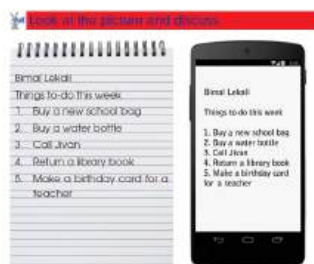 Look at the picture and discuss.
Bimal Lekali
Things to-do this week
1. Buy a new school bag
2. Buy a water bottle
3. Call Jivan
4. Return a library book
5. Make a birthday card for a
teacher
Bimal Lekali
Things to-do this week
1. Buy a new school bag
2. Buy a water bottle
3. Call Jivan
4. Return a library book
5. Make a birthday card
for a teacher